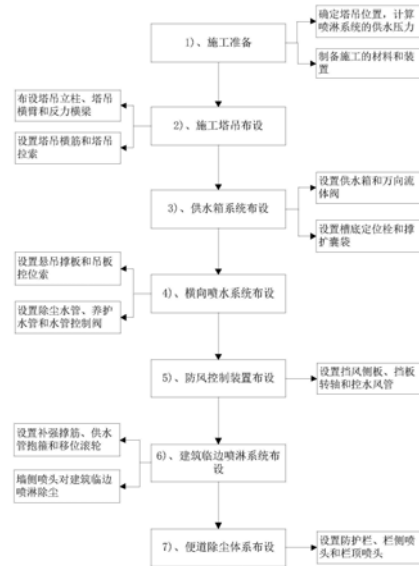 确定塔吊位置，计算
喷淋系统的供水压力
1)、施工准备
制备施工的材料和装
置
布设塔吊立柱、塔吊
横臂和反力横梁
2)、施工塔吊布设
设置塔吊横筋和塔吊
拉索
设置供水箱和万向流
体阀
3)、供水箱系统布设
设置槽底定位栓和撑
扩囊袋
设置悬吊撑板和吊板
控位索
4)、横向喷水系统布设
设置除尘水管、养护
水管和水管控制阀
5)、防风控制装置布设
设置挡风侧板、挡板
转轴和控水风管
设置补强撑筋、供水
管抱箍和移位滚轮
6)、建筑临边喷淋系统布
设
墙侧喷头对建筑临边
喷淋除尘
7)、便道除尘体系布设
设置防护栏、栏侧喷
头和栏顶喷头